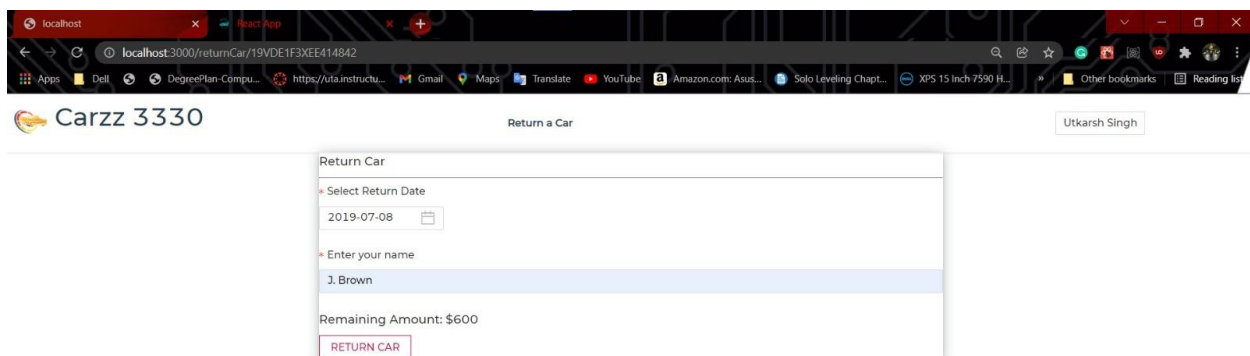 localhost
React App
localhost:3000/returnCar/19VDE1F3XEE414842
Apps Dell DegreePlan-Compu... https://uta.instructu... Gmail Maps Translate YouTube Amazon.com: Asus... Solo Leveling Chapt... XPS 15 Inch 7590 H... » Other bookmarks Reading list
Carzz 3330
Return a Car
Utkarsh Singh
Return Car
* Select Return Date
2019-07-08
* Enter your name
J. Brown
Remaining Amount: $600
RETURN CAR